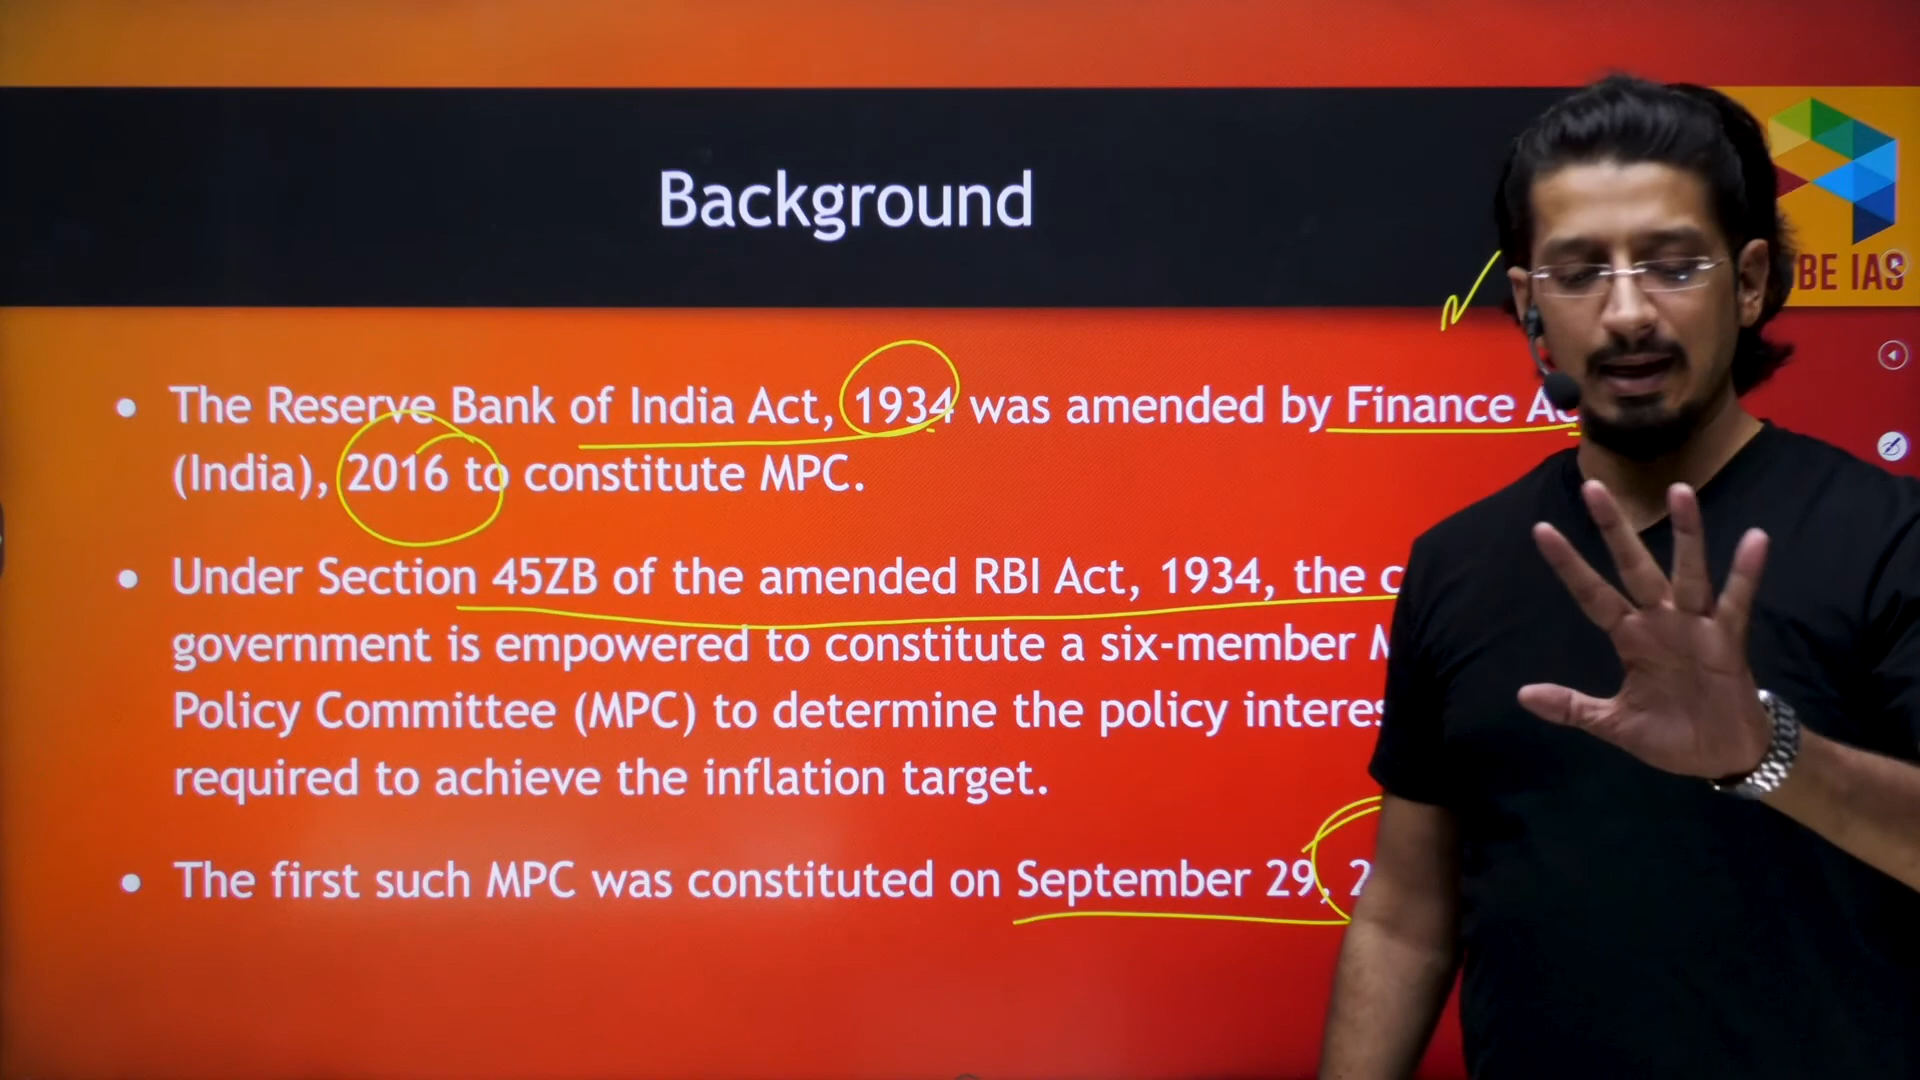 Background
BE IAS
The Reserve Bank of India Act, 1934 was amended by Finance
(India), 2016 to constitute MPC.
Under Section 45ZB of the amended RBI Act, 1934, the
government is empowered to constitute a six-member
Policy Committee (MPC) to determine the policy
required to achieve the inflation target.
The first such MPC was constituted on September 29,